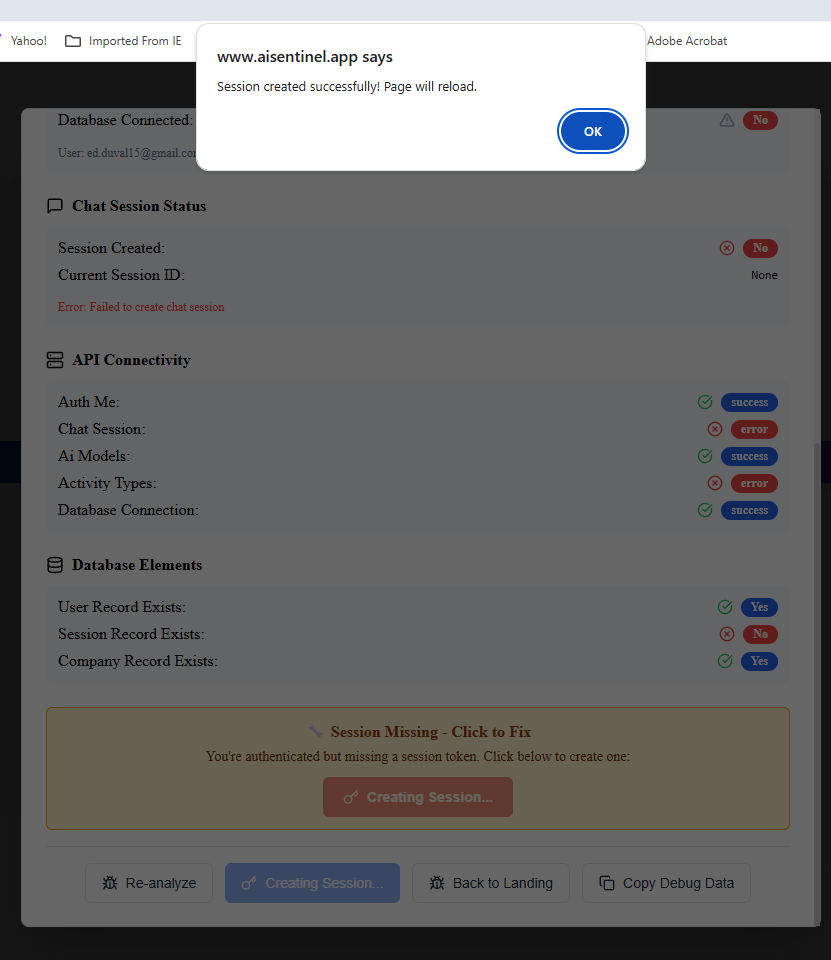 Yahoo!
Imported From IE
Adobe Acrobat
www.aisentinel.app says
Session created successfully! Page will reload.
OK
Database Connected:
No
User: ed.duval15@gmail.co
Chat Session Status
Session Created:
No
Current Session ID:
None
Error: Failed to create chat session
API Connectivity
Auth Me:
success
Chat Session:
error
Ai Models:
success
Activity Types:
error
Database Connection:
success
Database Elements
User Record Exists:
Yes
Session Record Exists:
No
Company Record Exists:
Yes
Session Missing - Click to Fix
You're authenticated but missing a session token. Click below to create one:
Creating Session...
Re-analyze
Creating Session...
Back to Landing
Copy Debug Data